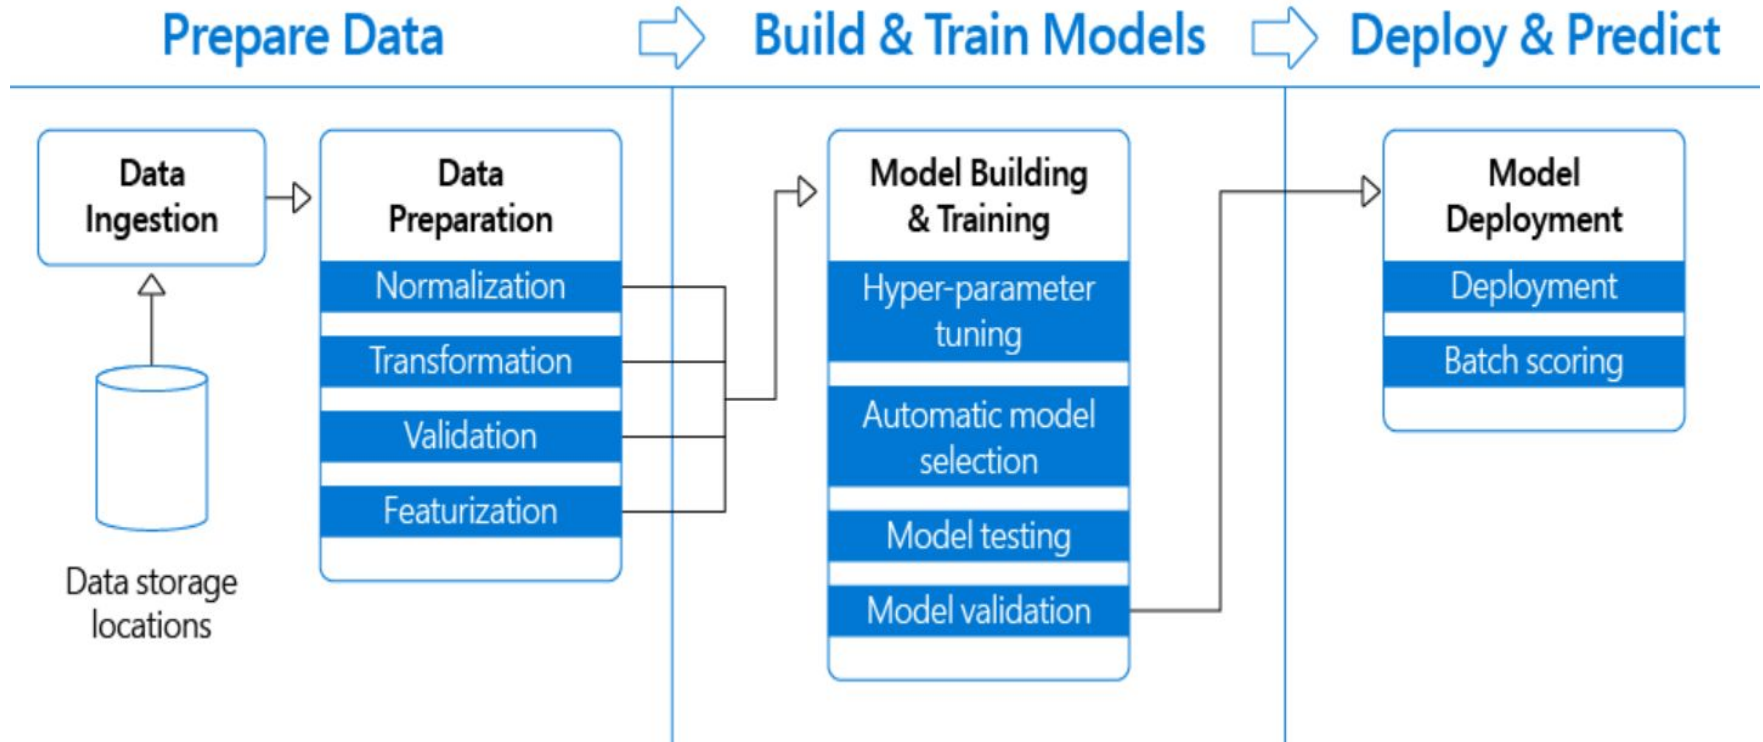 Prepare Data
Build & Train Models
Deploy & Predict
Data
Ingestion
Data storage
locations
Data
Preparation
Normalization
Transformation
Validation
Featurization
Model Building
& Training
Hyper-parameter
tuning
Automatic model
selection
Model testing
Model validation
Model
Deployment
Deployment
Batch scoring